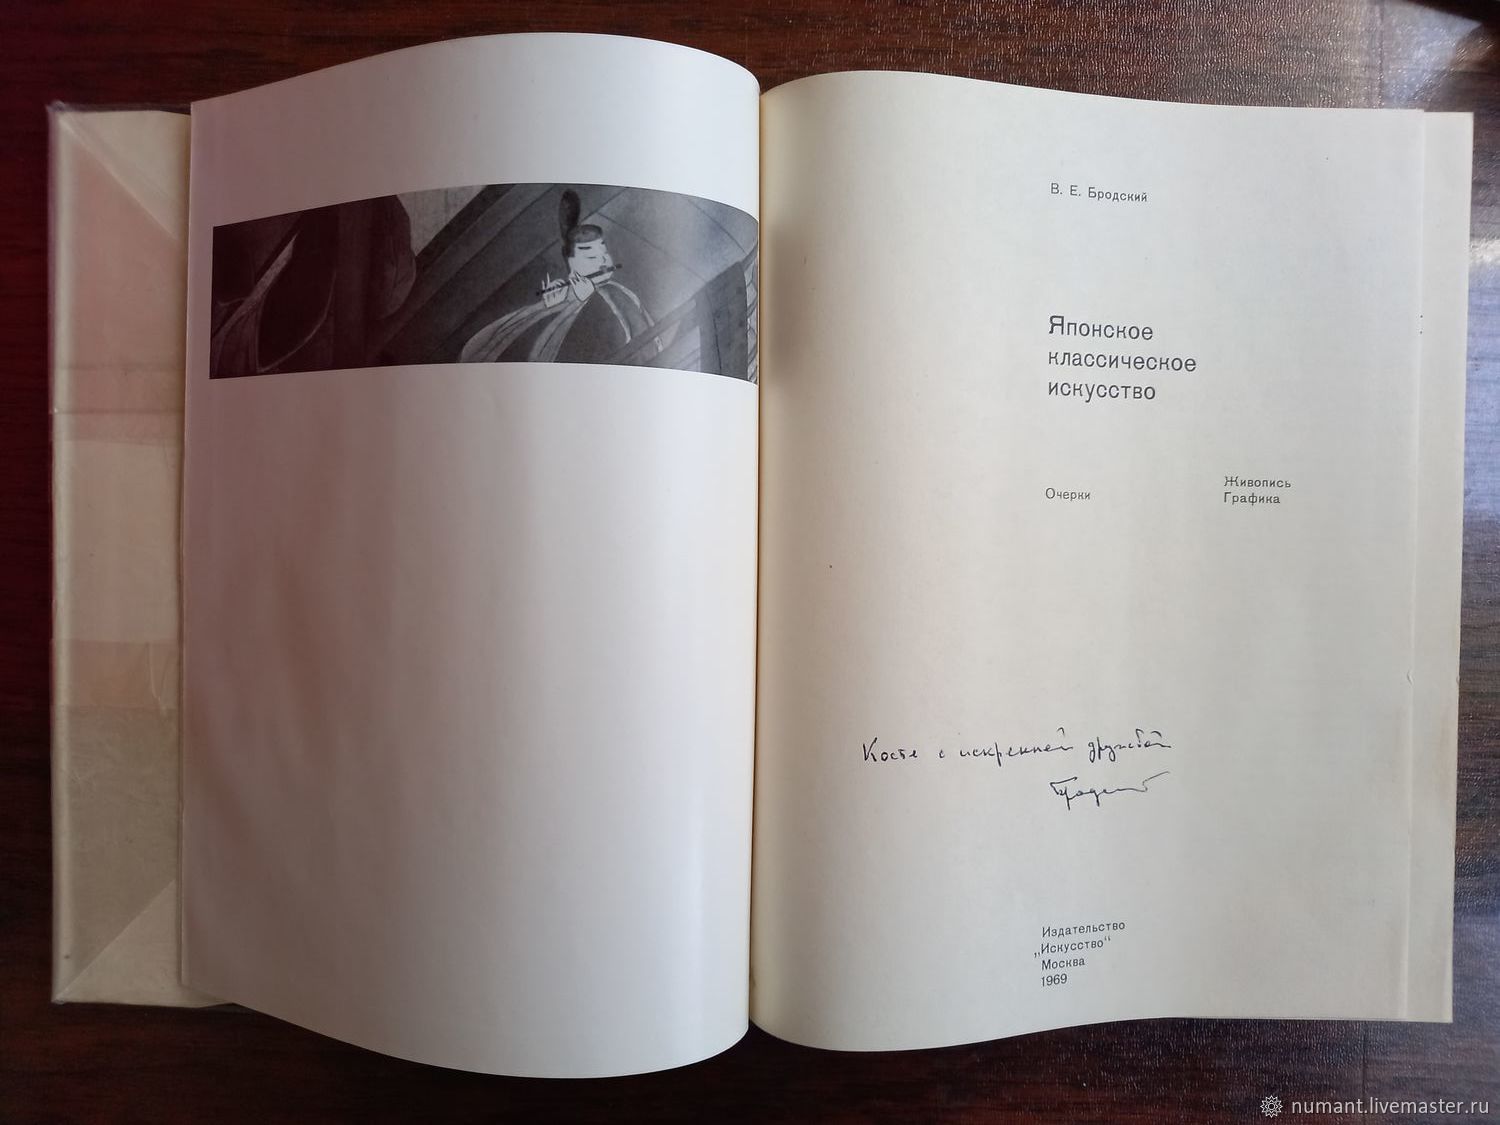 В. Е. Бродский
Японское
классическое
искусство
Очерки
Живопись
Графика
Косте с искренней дружбой
Издательство
„Искусство“
Москва
1969
numant.livemaster.ru